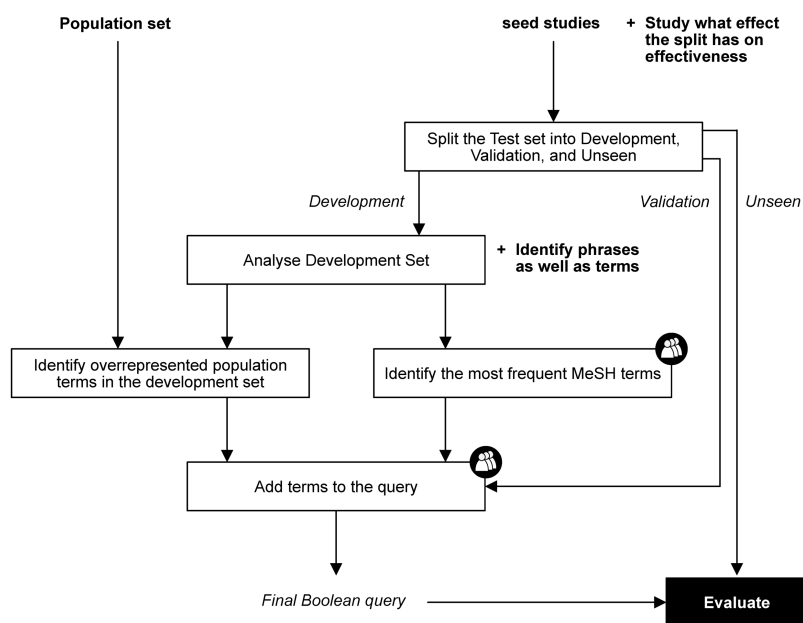 Population set
seed studies
+ Study what effect
the split has on
effectiveness
Split the Test set into Development,
Validation, and Unseen
Development
Validation
Unseen
Analyse Development Set
+ Identify phrases
as well as terms
Identify overrepresented population
terms in the development set
Identify the most frequent MeSH terms
Add terms to the query
Final Boolean query
Evaluate